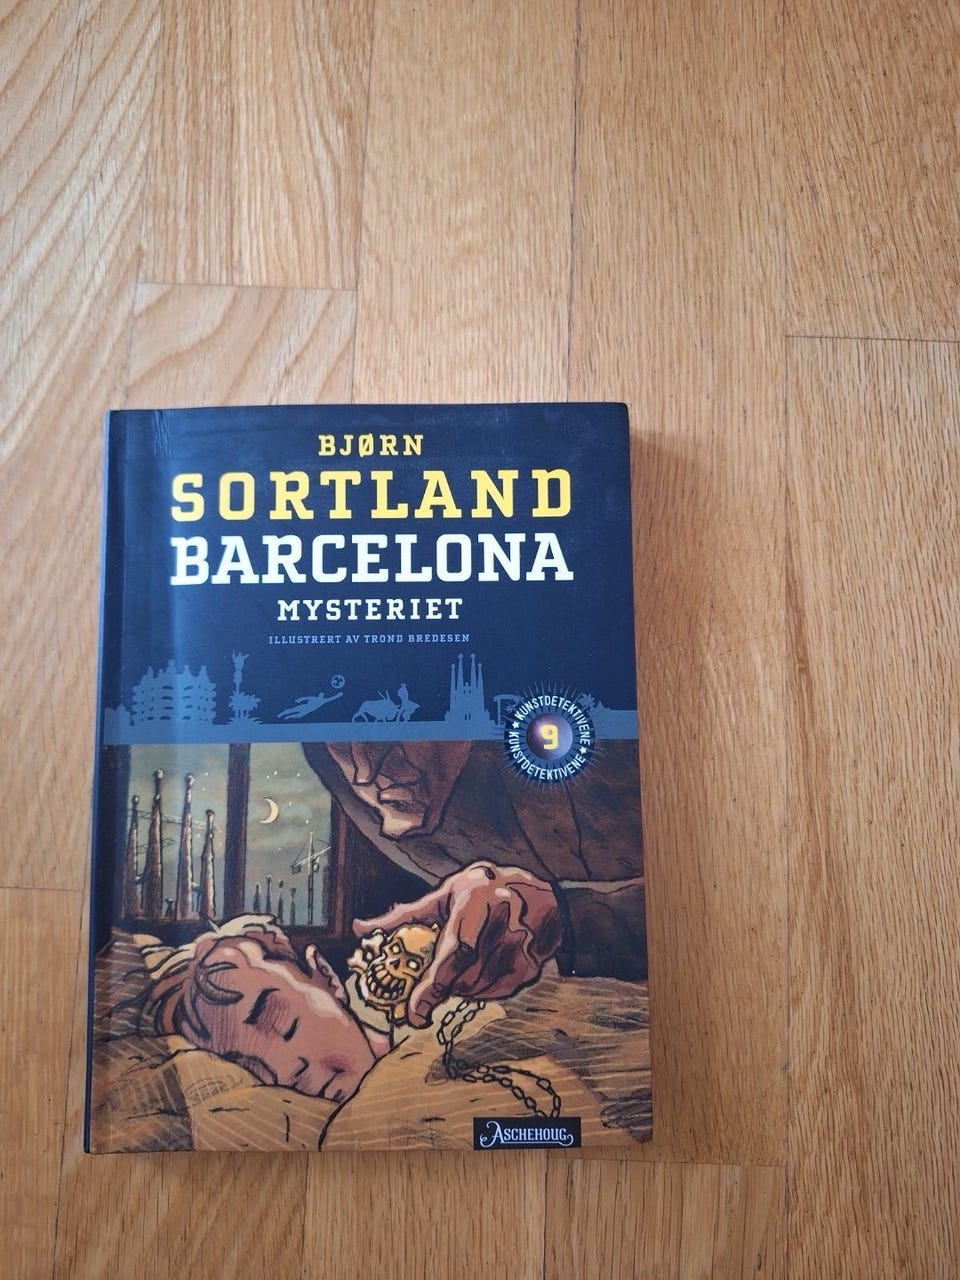 BJØRN
SORTLAND
BARCELONA
MYSTERIET
ILLUSTRERT AV TROND BREDESEN
KUNSTDETEKTIVENE
9
KUNSTDETEKTIVENE
ASCHEHOUG